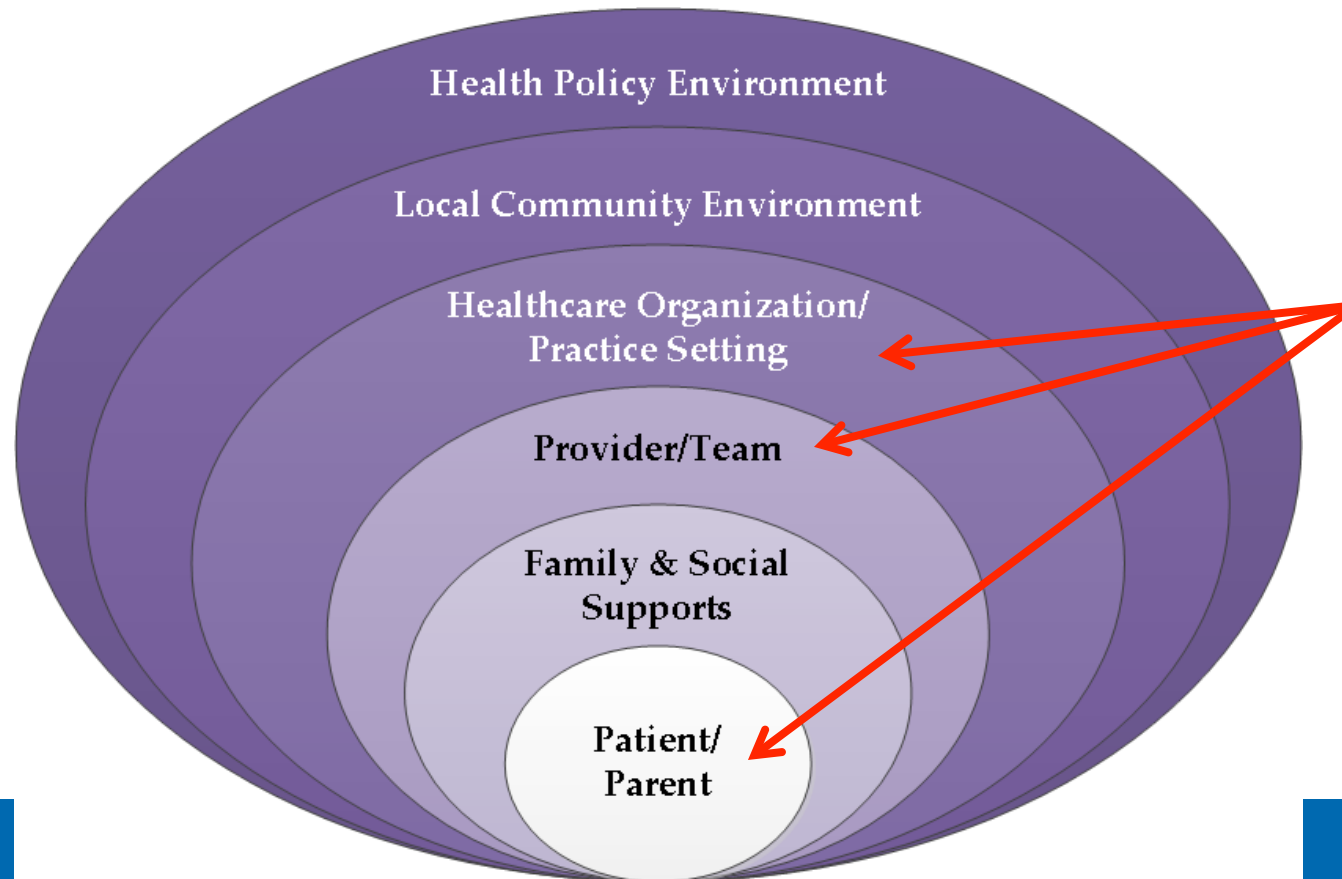 Health Policy Environment
Local Community Environment
Healthcare Organization/
Practice Setting
Provider/Team
Family & Social
Supports
Patient/
Parent